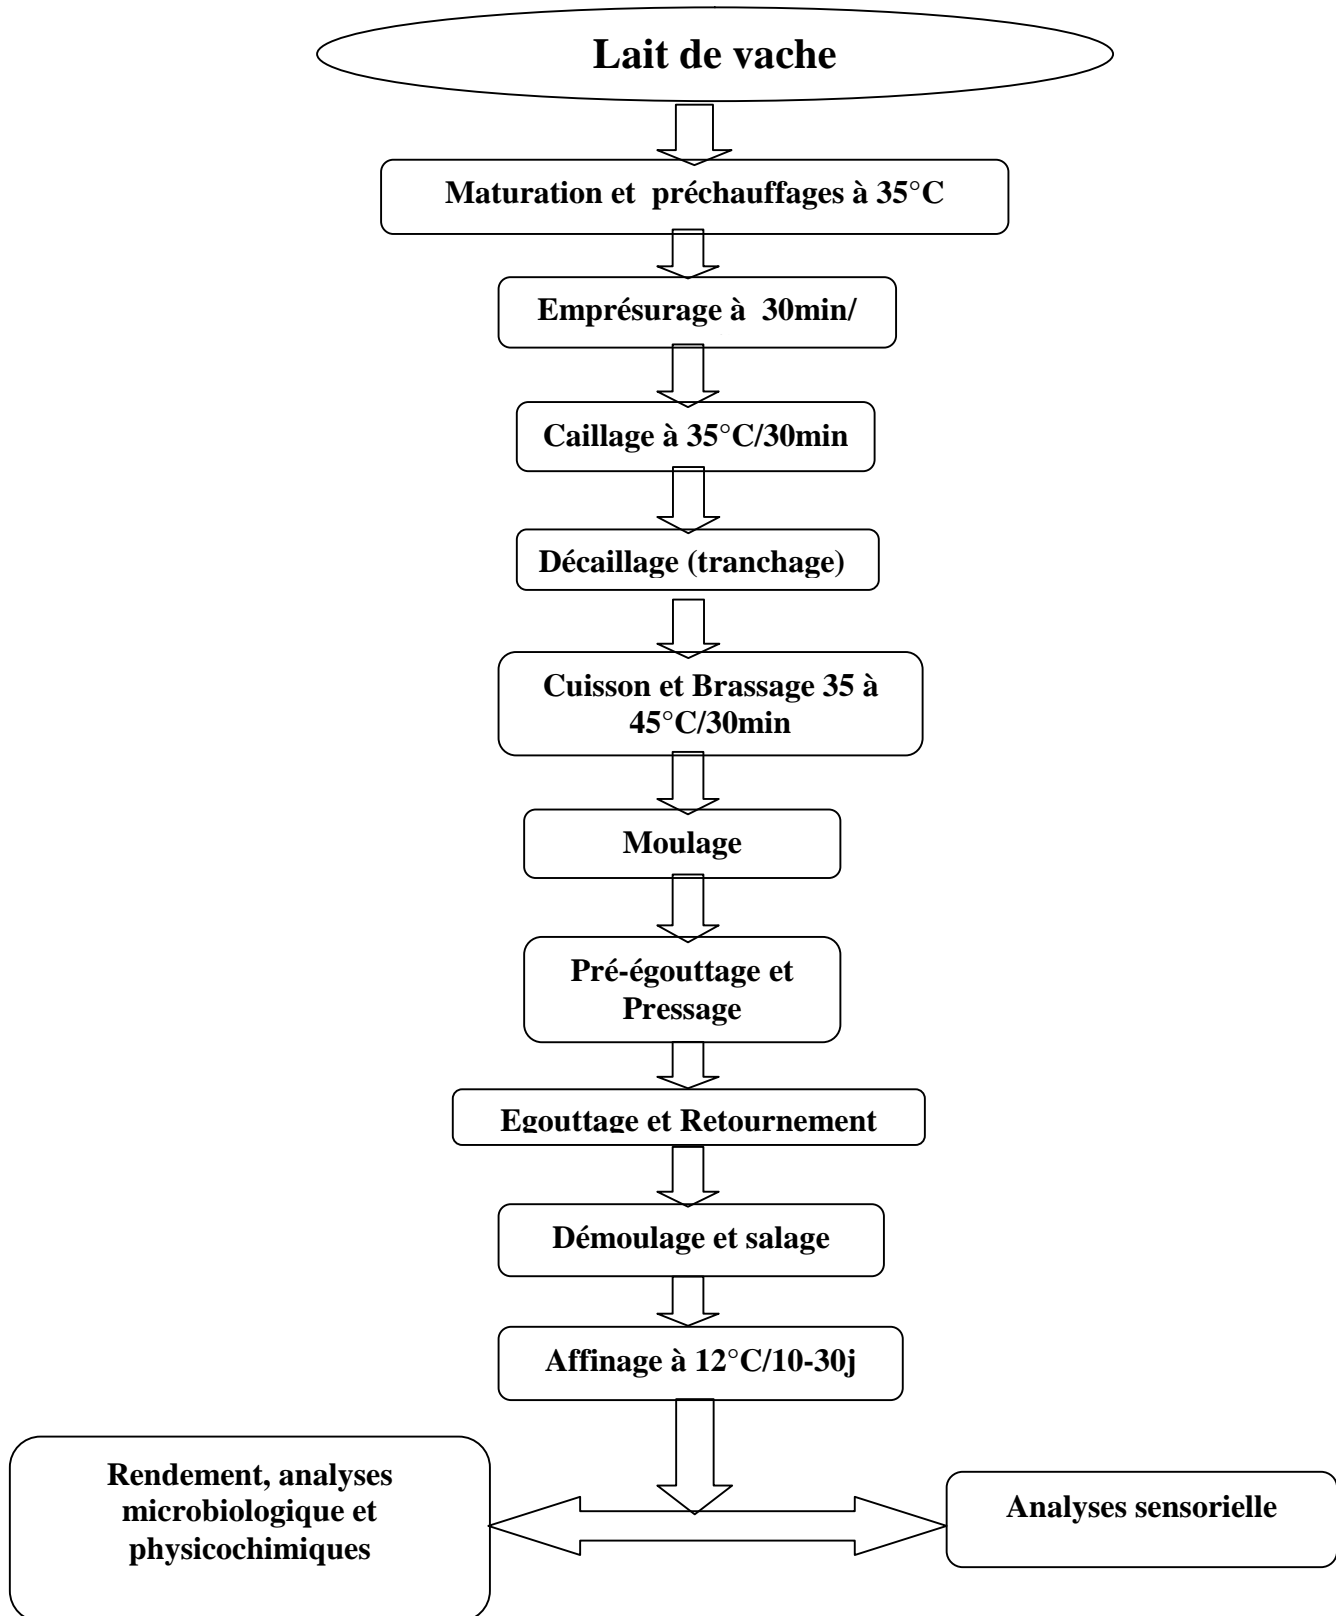 Lait de vache
Maturation et préchauffages à 35°C
Emprésurage à 30min/
Caillage à 35°C/30min
Décaillage (tranchage)
Cuisson et Brassage 35 à
45°C/30min
Moulage
Pré-égouttage et
Pressage
Egouttage et Retournement
Démoulage et salage
Affinage à 12°C/10-30j
Rendement, analyses
microbiologique et
physicochimiques
Analyses sensorielle